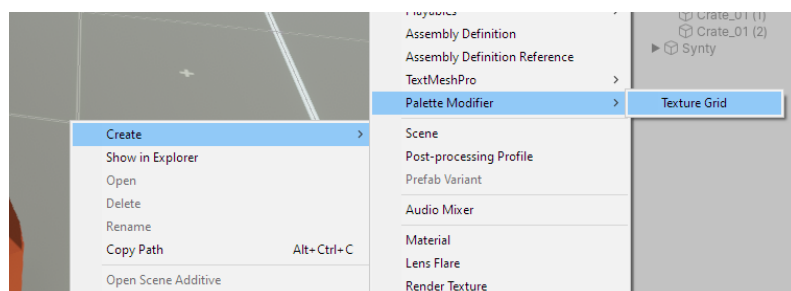 Assembly Definition
Assembly Definition Reference
TextMeshPro
Palette Modifier
Scene
Post-processing Profile
Prefab Variant
Audio Mixer
Material
Lens Flare
Render Texture
Create
Show in Explorer
Open
Delete
Rename
Copy Path Alt+Ctrl+C
Open Scene Additive
Texture Grid
Crate_01 (1)
Crate_01 (2)
Synty